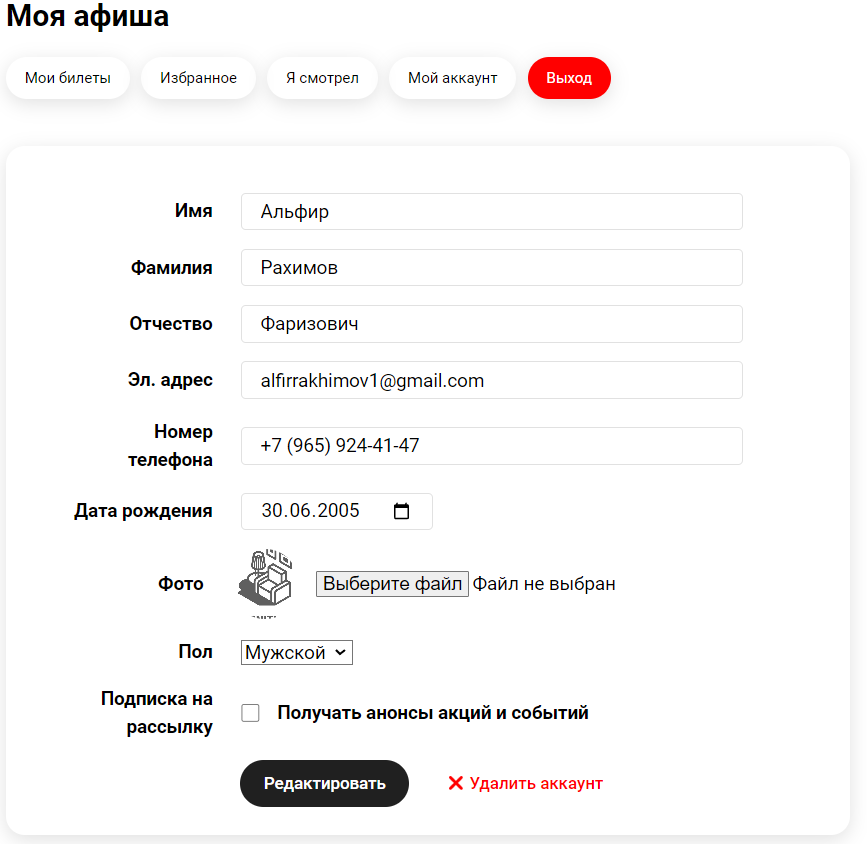 Моя афиша
Мои билеты Избранное Я смотрел Мой аккаунт Выход
Имя Альфир
Фамилия Рахимов
Отчество Фаризович
Эл. адрес alfirrakhimov1@gmail.com
Номер
телефона +7 (965) 924-41-47
Дата рождения 30.06.2005
Фото Выберите файл Файл не выбран
Пол Мужской
Подписка на
рассылку Получать анонсы акций и событий
Редактировать Удалить аккаунт